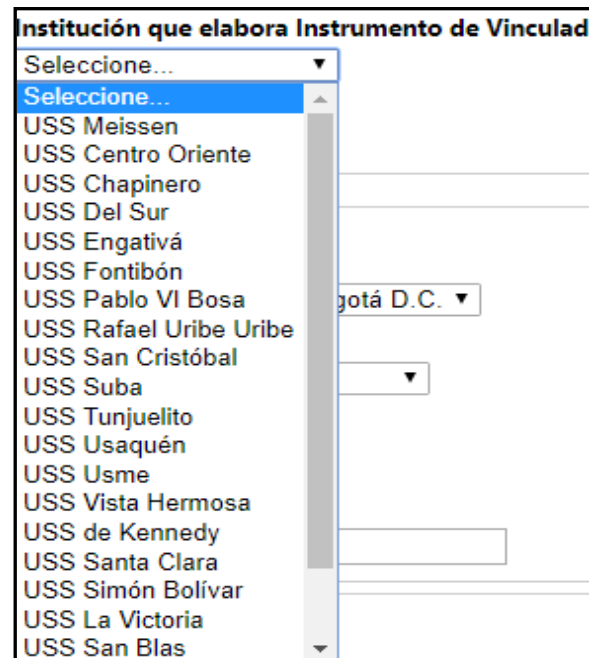 Institución que elabora Instrumento de Vinculad
Seleccione...
Seleccione...
USS Meissen
USS Centro Oriente
USS Chapinero
USS Del Sur
USS Engativá
USS Fontibón
USS Pablo VI Bosa
gotá D.C.
USS Rafael Uribe Uribe
USS San Cristóbal
USS Suba
USS Tunjuelito
USS Usaquén
USS Usme
USS Vista Hermosa
USS de Kennedy
USS Santa Clara
USS Simón Bolívar
USS La Victoria
USS San Blas